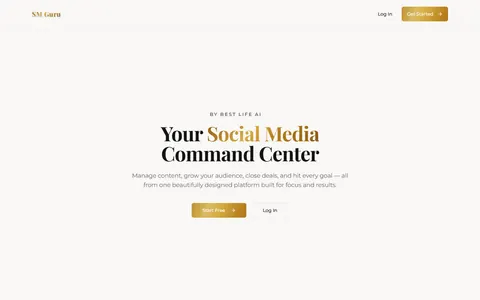 SM Guru
Log In
Get Started →
BY BEST LIFE AI
Your Social Media
Command Center
Manage content, grow your audience, close deals, and hit every goal — all
from one beautifully designed platform built for focus and results.
Start Free →
Log In